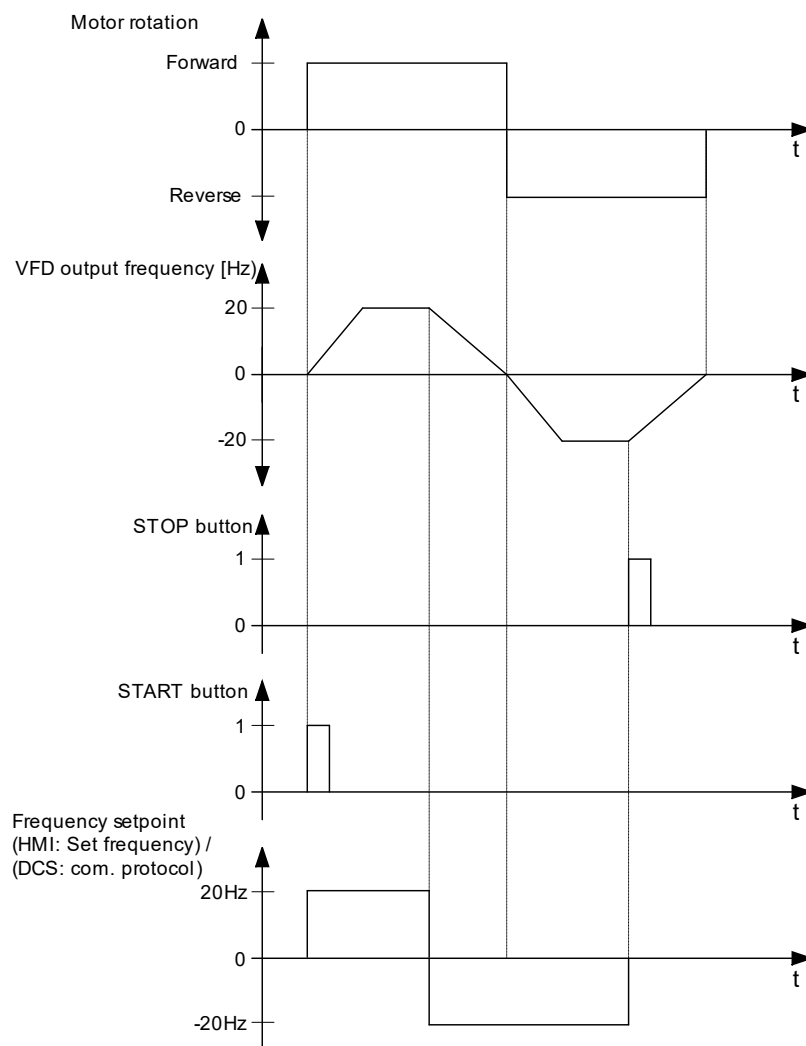 Motor rotation
Forward
0
t
Reverse
VFD output frequency [Hz]
20
0
t
-20
STOP button
1
0
t
START button
1
0
t
Frequency setpoint
(HMI: Set frequency) /
(DCS: com. protocol)
20Hz
0
t
-20Hz